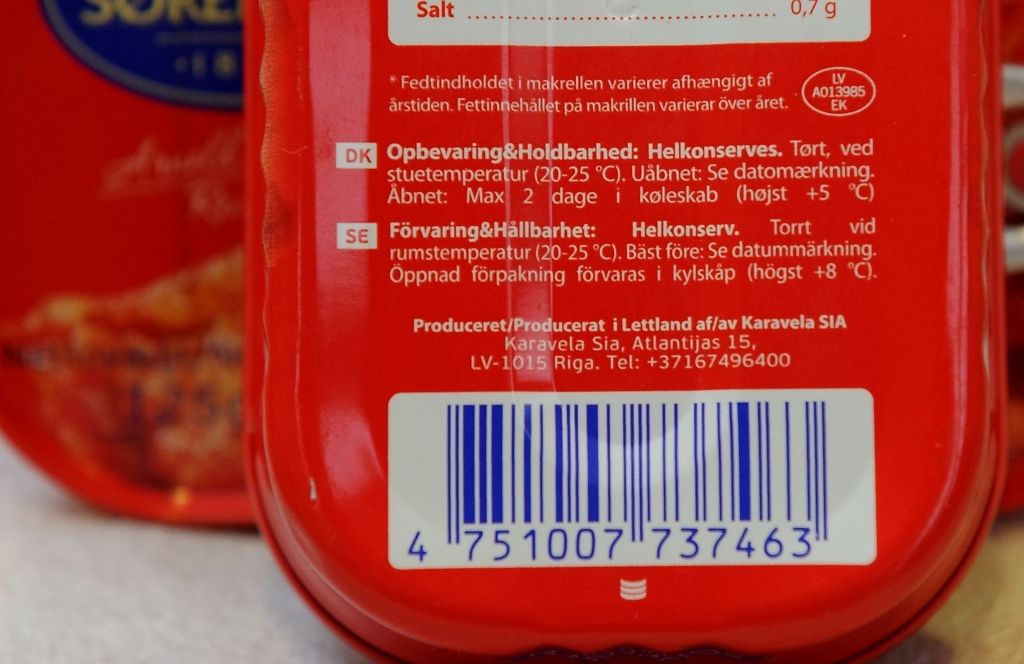 Salt ........................................ 0,7 g
* Fedtindholdet i makrellen varierer afhængigt af
årstiden. Fettinnehållet på makrillen varierar över året.
LV
A013985
EK
DK
Opbevaring&Holdbarhed: Helkonserves. Tørt, ved
stuetemperatur (20-25 °C). Uåbnet: Se datomærkning.
Åbnet: Max 2 dage i køleskab (højst +5 °C)
SE
Förvaring&Hållbarhet: Helkonserv. Torrt vid
rumstemperatur (20-25 °C). Bäst före: Se datummärkning.
Öppnad förpakning förvaras i kylskåp (högst +8 °C).
Produceret/Producerat i Lettland af/av Karavela SIA
Karavela Sia, Atlantijas 15,
LV-1015 Riga. Tel: +37167496400
4 751007 737463